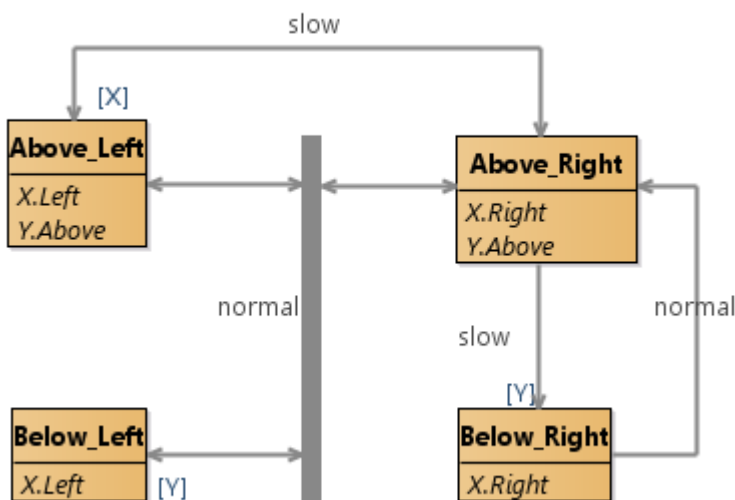 slow
[X]
Above_Left
X.Left
Y.Above
Above_Right
X.Right
Y.Above
normal
slow
normal
[Y]
Below_Left
X.Left
[Y]
Below_Right
X.Right